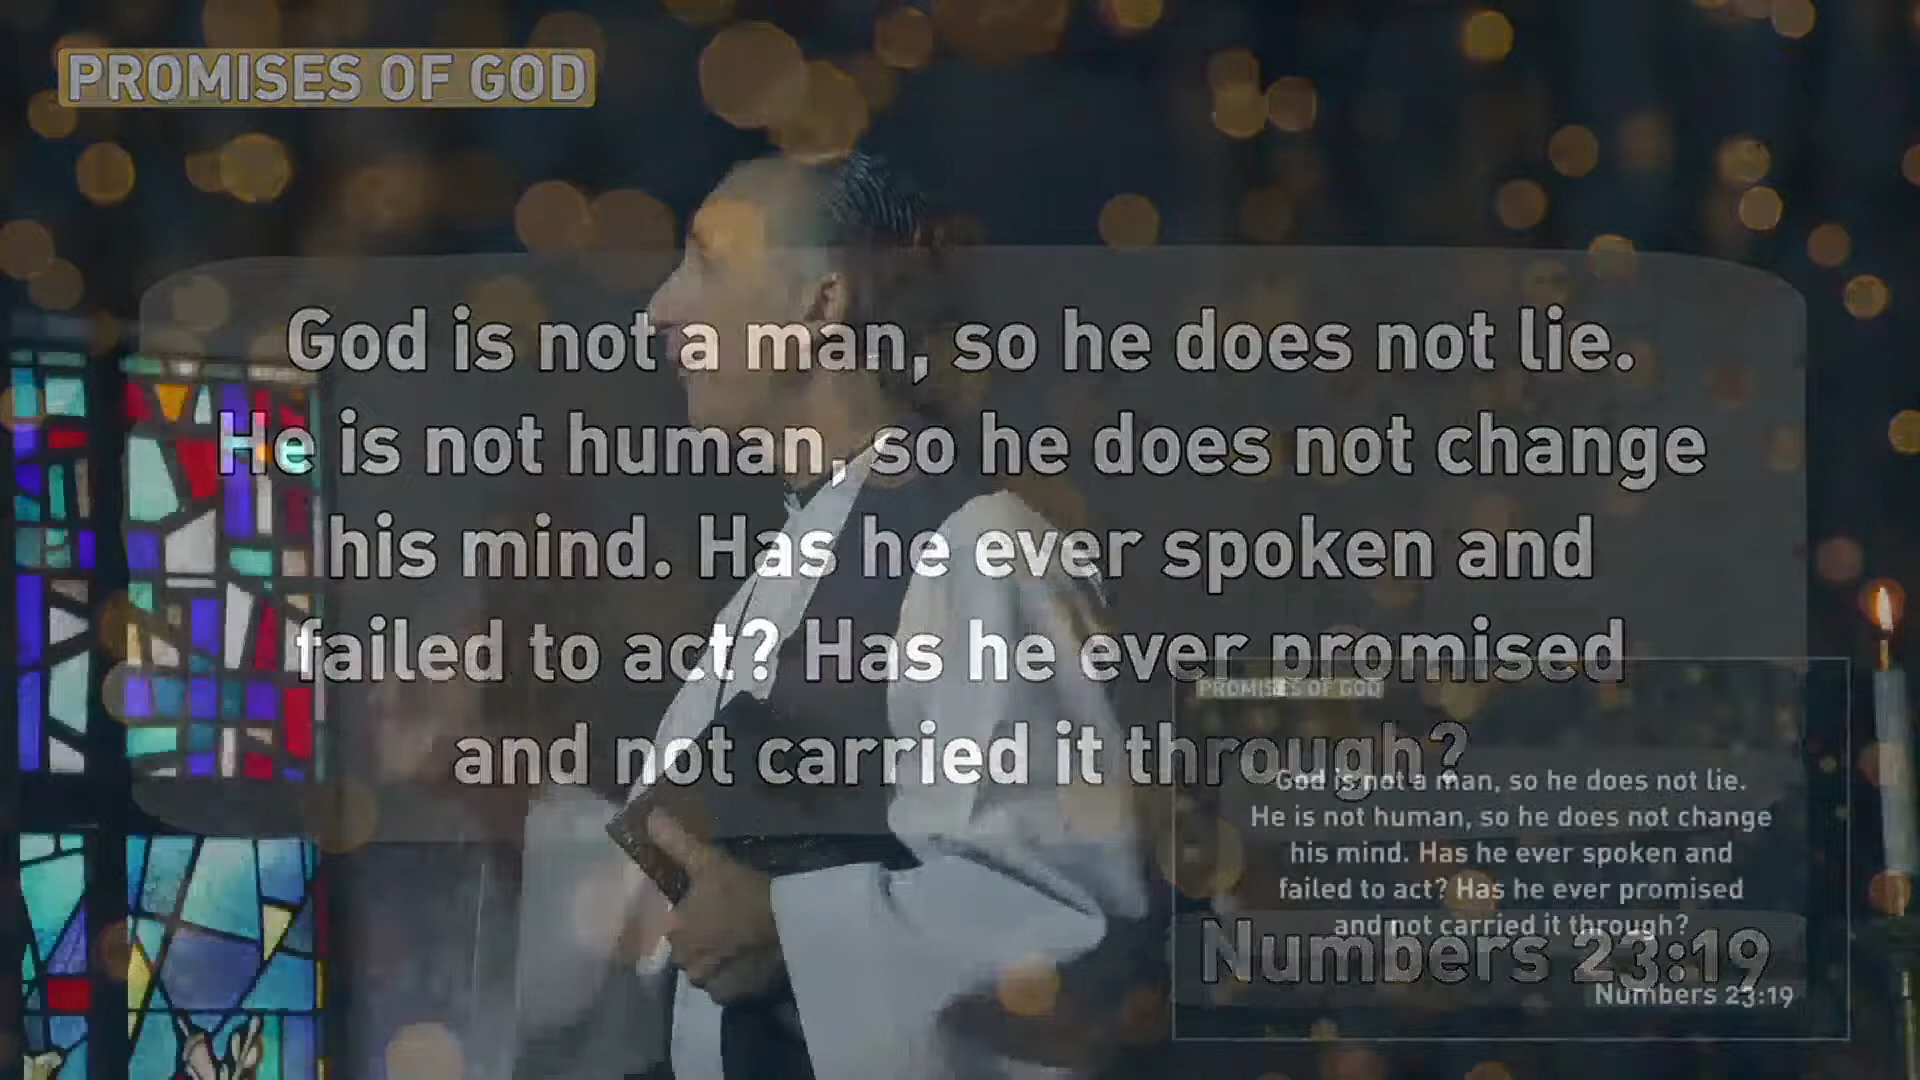 PROMISES OF GOD
God is not a man, so he does not lie.
He is not human, so he does not change
his mind. Has he ever spoken and
failed to act? Has he ever promised
and not carried it through?
Numbers 23:19
PROMISES OF GOD
God is not a man, so he does not lie.
He is not human, so he does not change
his mind. Has he ever spoken and
failed to act? Has he ever promised
and not carried it through?
Numbers 23:19